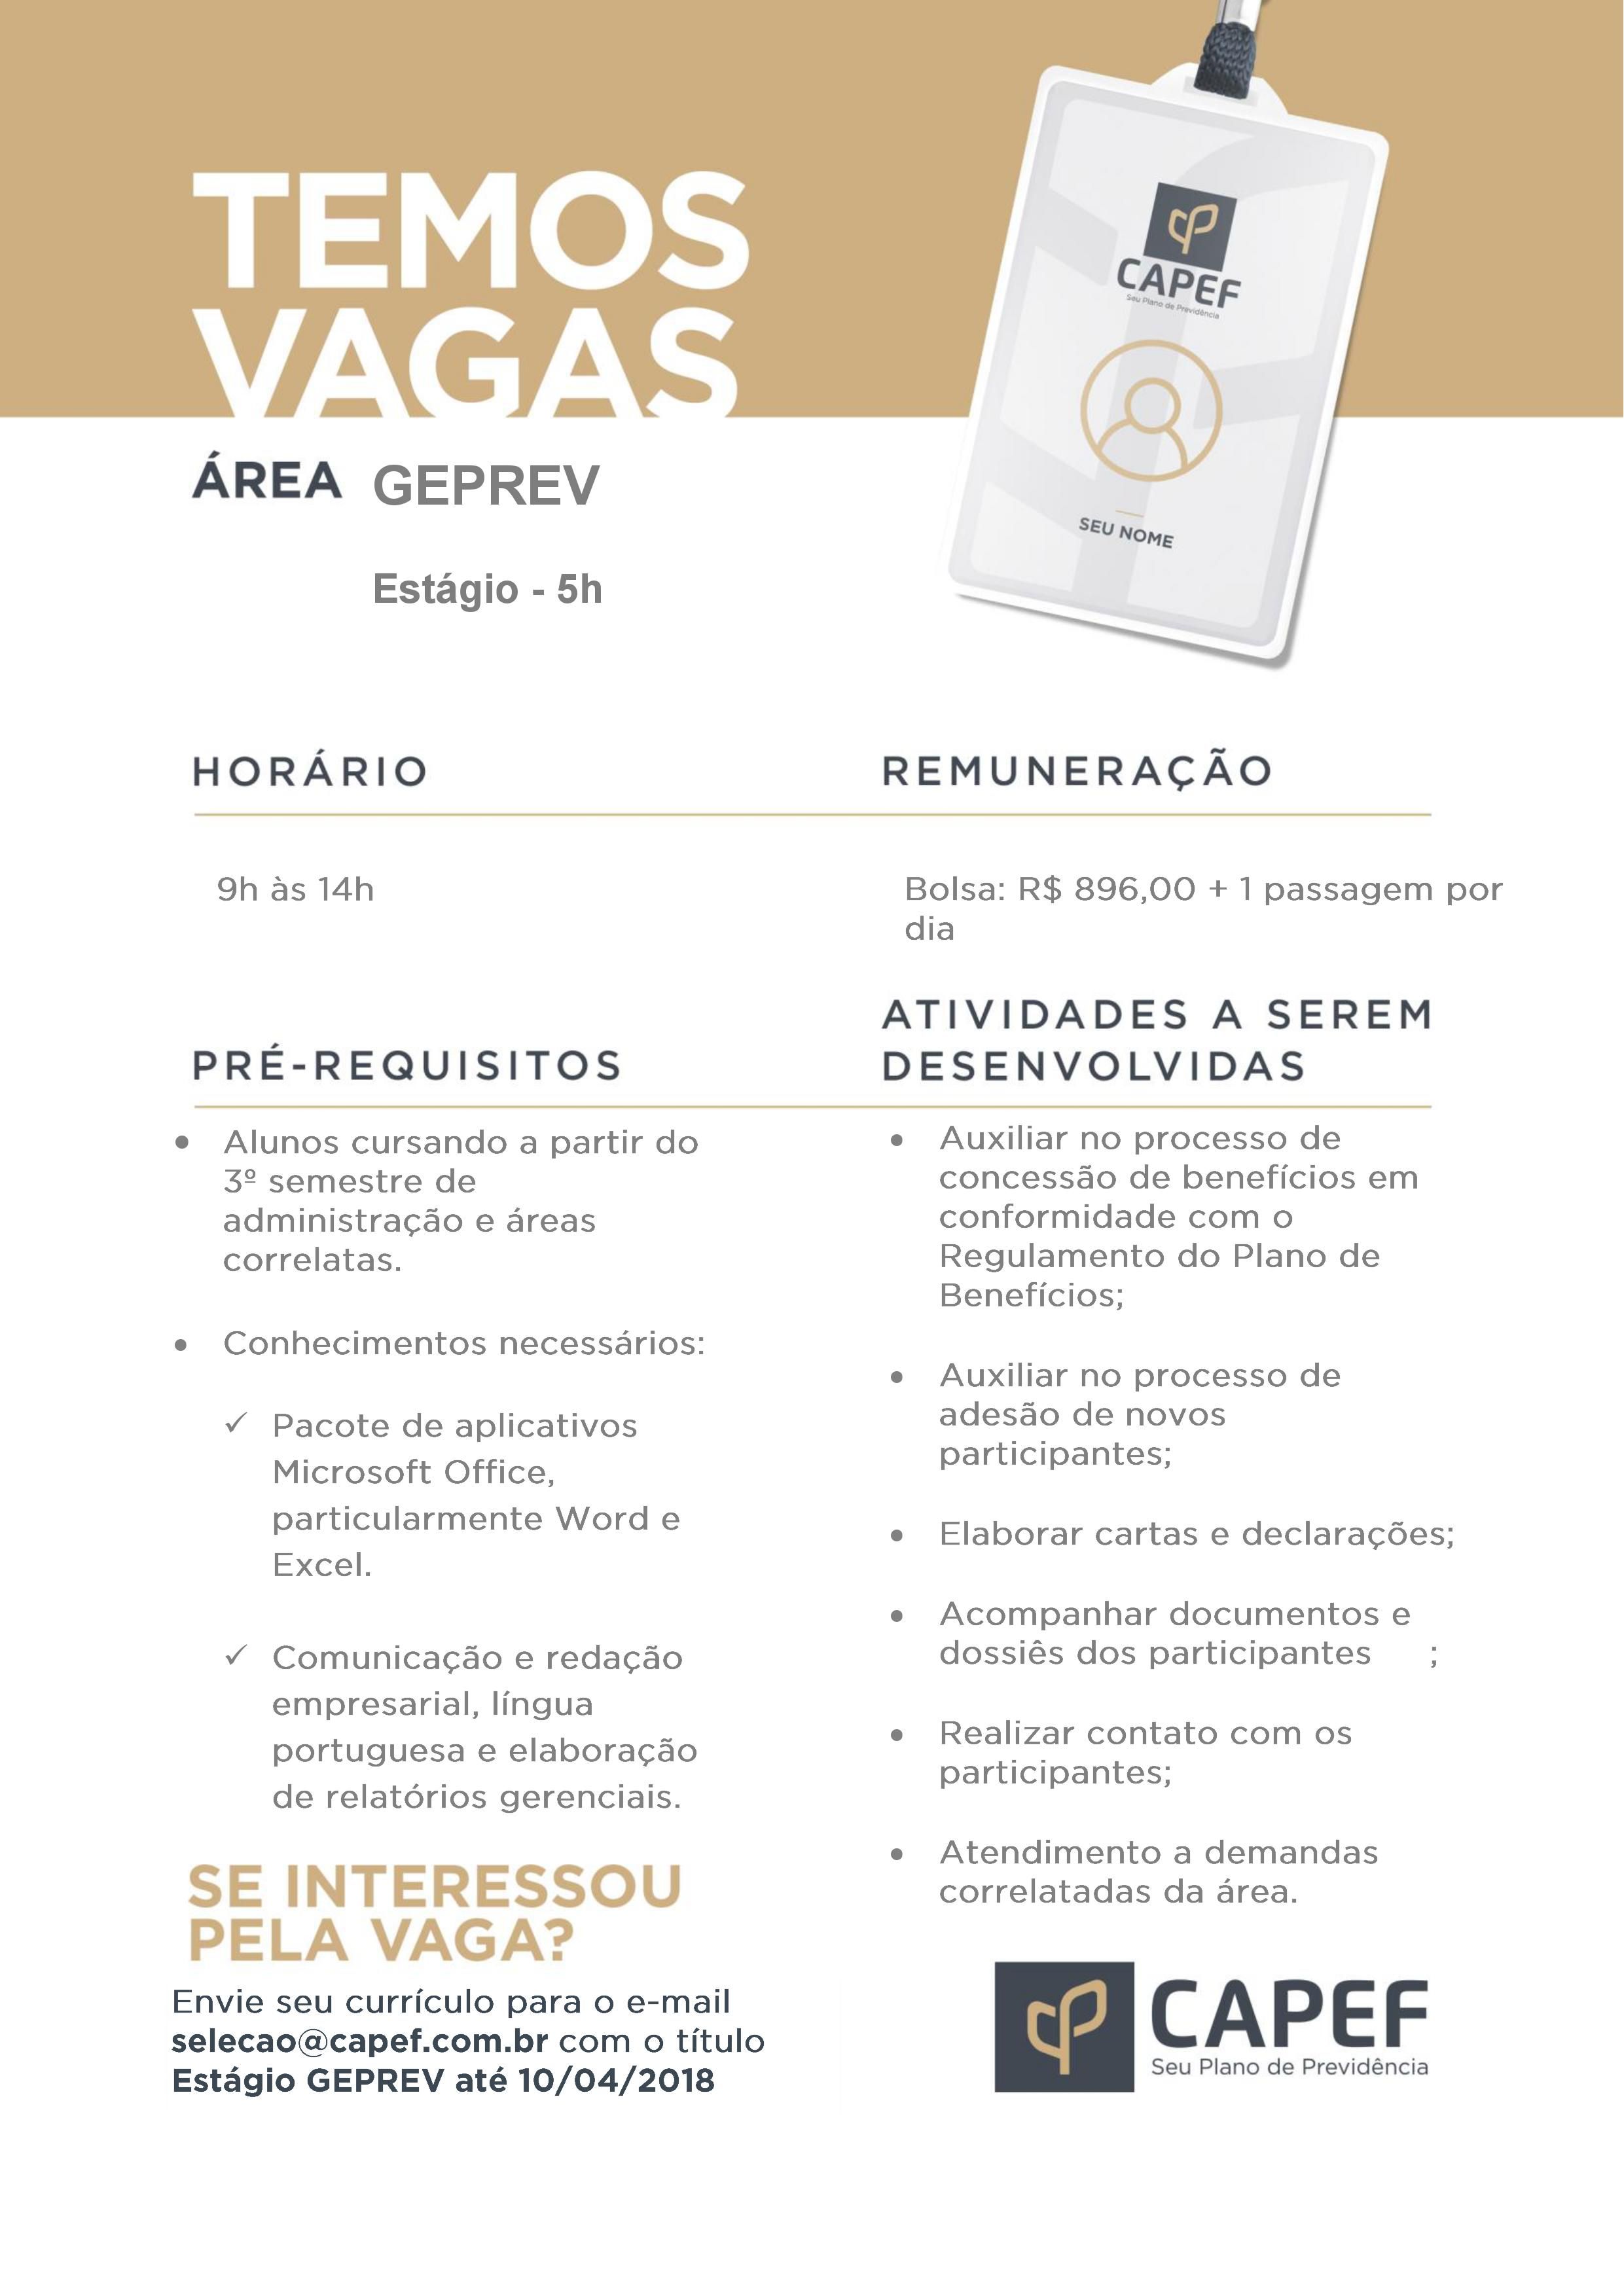 TEMOS
VAGAS
CAPEF
Seu Plano de Previdência
SEU NOME
ÁREA GEPREV
Estágio - 5h
HORÁRIO
9h às 14h
REMUNERAÇÃO
Bolsa: R$ 896,00 + 1 passagem por
dia
PRÉ-REQUISITOS
• Alunos cursando a partir do
3º semestre de
administração e áreas
correlatas.
• Conhecimentos necessários:
✓ Pacote de aplicativos
Microsoft Office,
particularmente Word e
Excel.
✓ Comunicação e redação
empresarial, língua
portuguesa e elaboração
de relatórios gerenciais.
ATIVIDADES A SEREM
DESENVOLVIDAS
• Auxiliar no processo de
concessão de benefícios em
conformidade com o
Regulamento do Plano de
Benefícios;
• Auxiliar no processo de
adesão de novos
participantes;
• Elaborar cartas e declarações;
• Acompanhar documentos e
dossiês dos participantes ;
• Realizar contato com os
participantes;
• Atendimento a demandas
correlatadas da área.
SE INTERESSOU
PELA VAGA?
Envie seu currículo para o e-mail
selecao@capef.com.br com o título
Estágio GEPREV até 10/04/2018
CAPEF
Seu Plano de Previdência